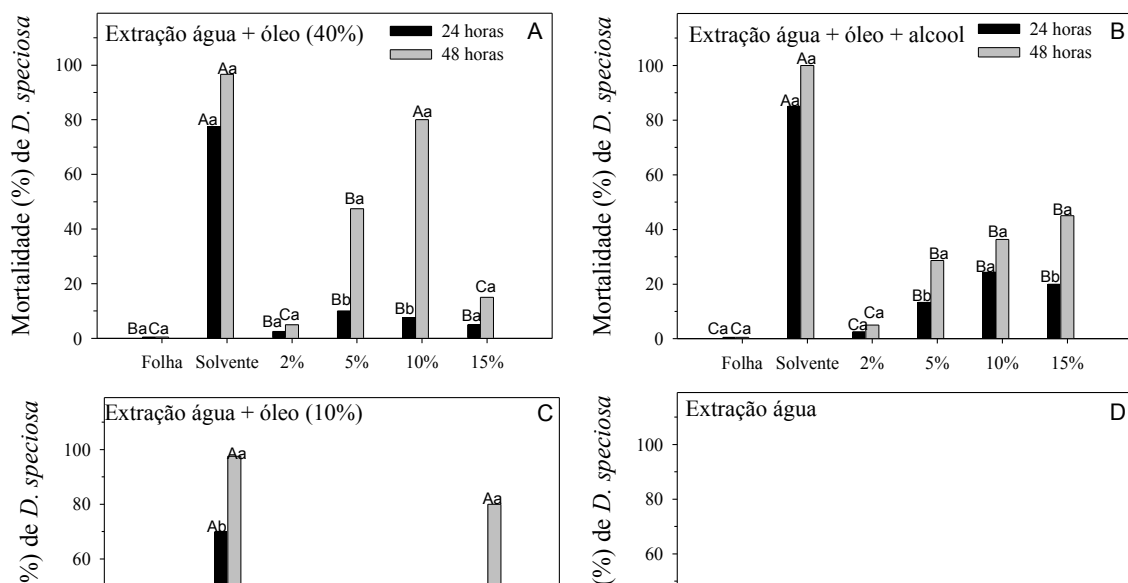 Mortalidade (%) de D. speciosa
Extração água + óleo (40%)
24 horas
48 horas
A
100
80
60
40
20
0
Ba Ca
Aa
Aa
Ba
Ca
Bb
Ba
Bb
Aa
Ba
Ca
Folha Solvente 2% 5% 10% 15%
Mortalidade (%) de D. speciosa
Extração água + óleo + alcool
24 horas
48 horas
B
100
80
60
40
20
0
Ca Ca
Aa
Aa
Ca
Ca
Bb
Ba
Ba
Ba
Bb
Ba
Folha Solvente 2% 5% 10% 15%
%) de D. speciosa
Extração água + óleo (10%)
C
100
80
60
Ab
Aa
Aa
(%) de D. speciosa
Extração água
D
100
80
60